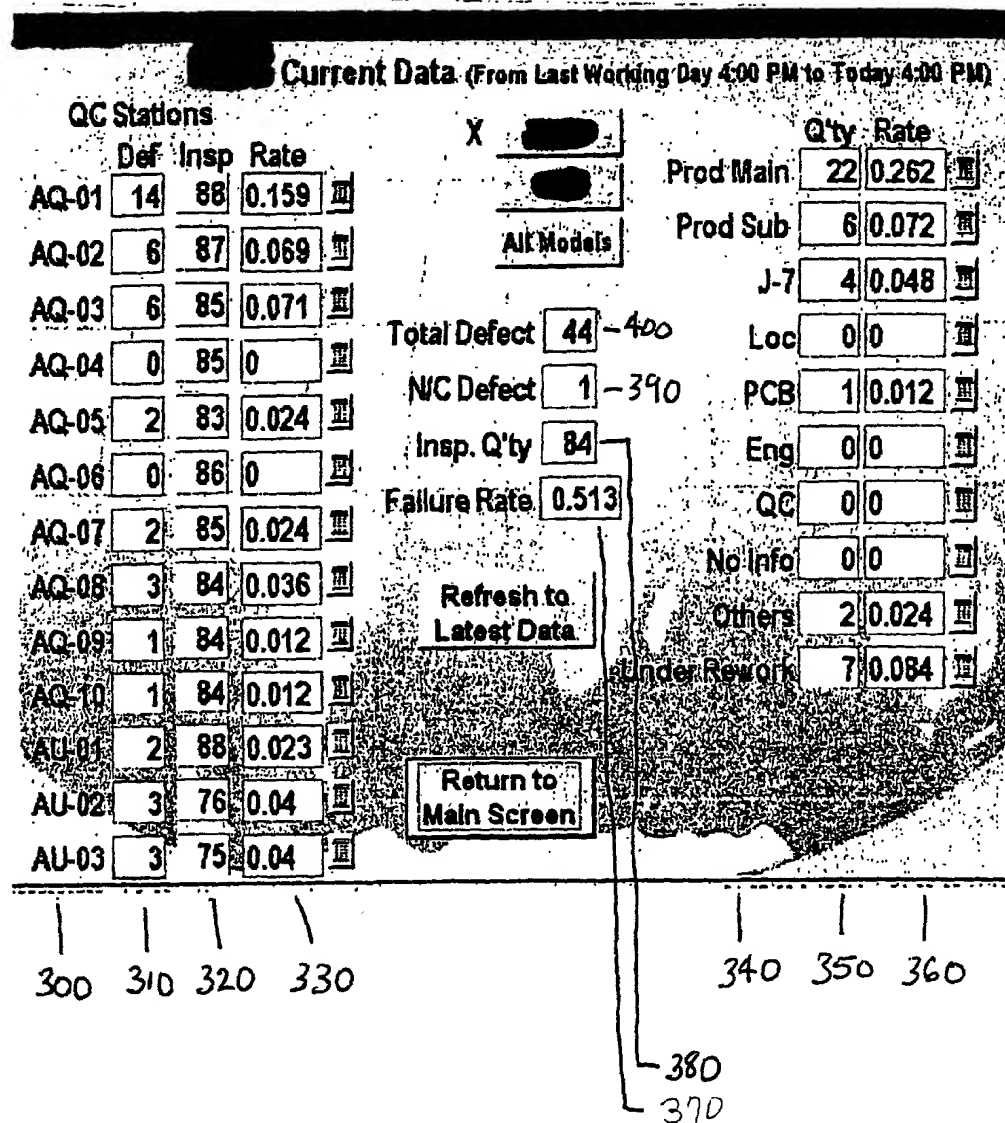 Current Data (From Last Working Day 4:00 PM to Today 4:00 PM)
QC Stations
Def Insp Rate
AQ-01 14 88 0.159
AQ-02 6 87 0.069
AQ-03 6 85 0.071
AQ-04 0 85 0
AQ-05 2 83 0.024
AQ-06 0 86 0
AQ-07 2 85 0.024
AQ-08 3 84 0.036
AQ-09 1 84 0.012
AQ-10 1 84 0.012
AU-01 2 88 0.023
AU-02 3 76 0.04
AU-03 3 75 0.04
300 310 320 330
X
All Models
Total Defect 44 - 400
N/C Defect 1 - 390
Insp. Q'ty 84
Failure Rate 0.513
Refresh to
Latest Data
Return to
Main Screen
Q'ty Rate
Prod Main 22 0.262
Prod Sub 6 0.072
J-7 4 0.048
Loc 0 0
PCB 1 0.012
Eng 0 0
QC 0 0
No Info 0 0
Others 2 0.024
Under Rework 7 0.084
340 350 360
380
370